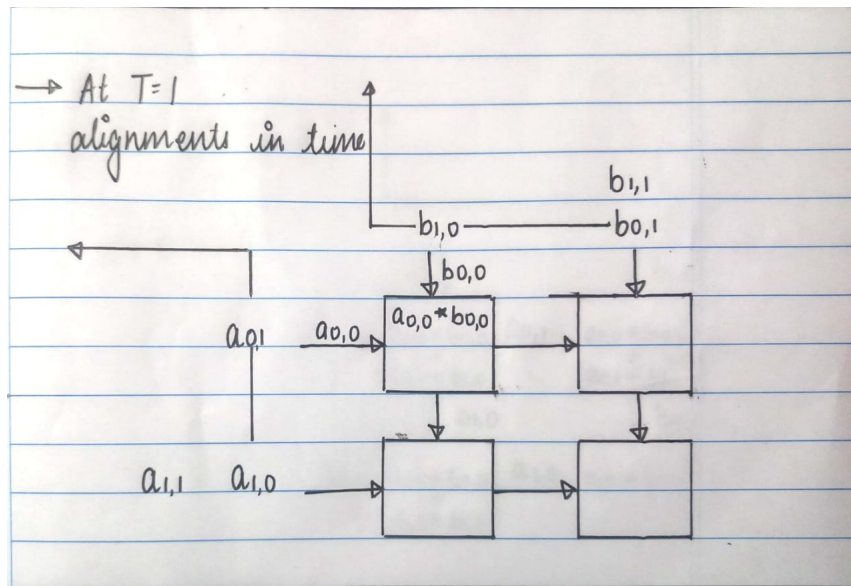 → At T=1
alignments in time
b1,1
b1,0 b0,1
b0,0
a0,0*b0,0
a0,1 a0,0
a1,1 a1,0